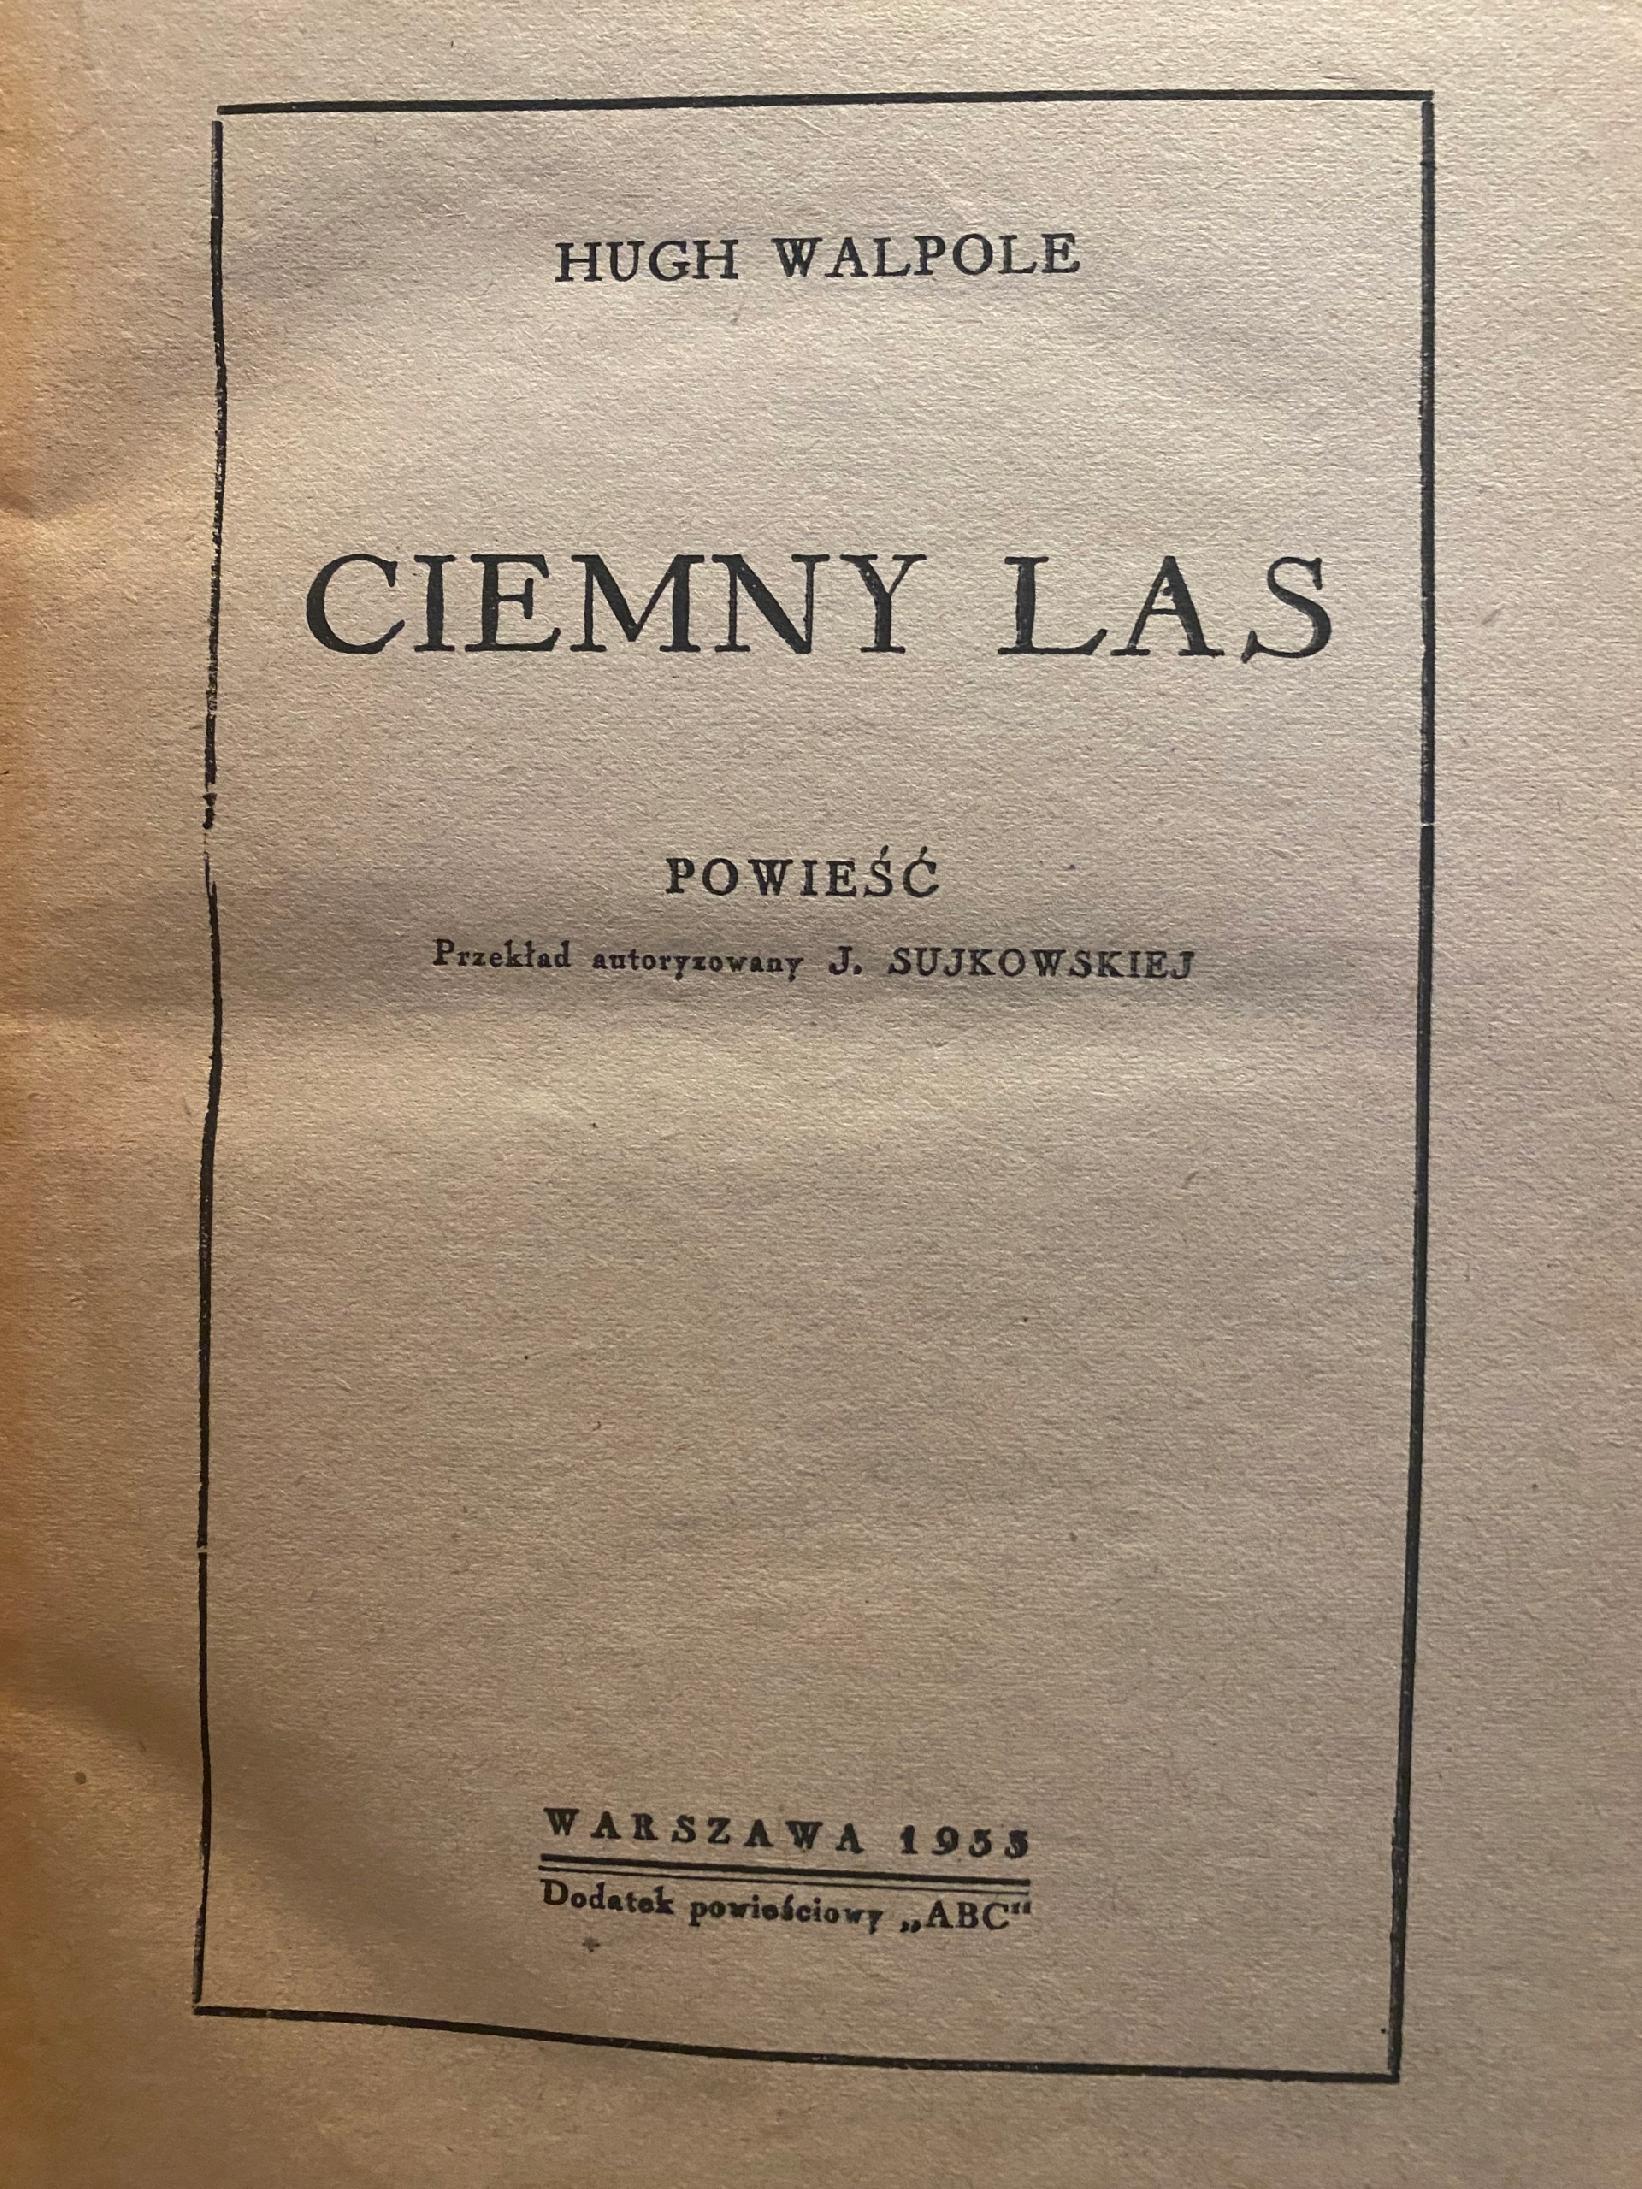 HUGH WALPOLE
CIEMNY LAS
POWIEŚĆ
Przekład autoryzowany J. SUJKOWSKIEJ
WARSZAWA 1933
Dodatek powieściowy „ABC“